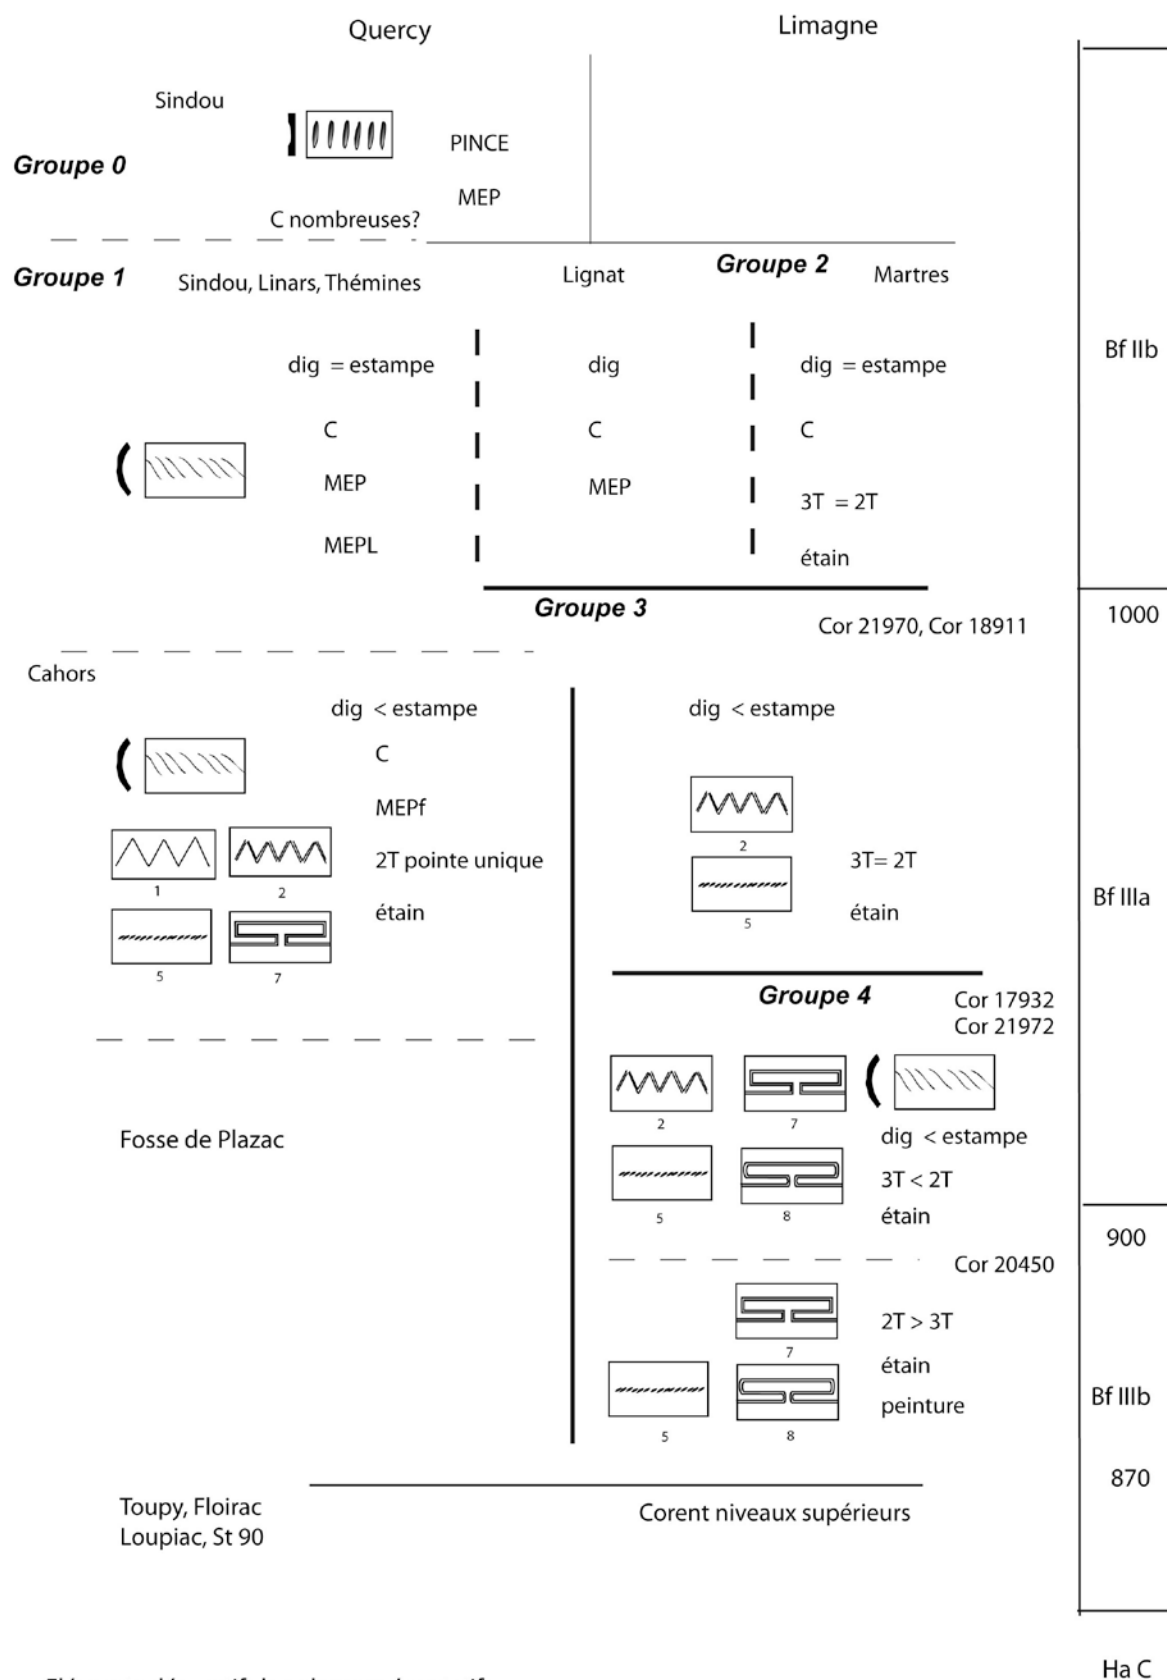 Quercy
Limagne
Sindou
PINCE
Groupe 0
MEP
C nombreuses?
Groupe 1
Sindou, Linars, Thémines
Lignat
Groupe 2
Martres
Bf IIb
dig = estampe
C
MEP
MEPL
dig
C
MEP
dig = estampe
C
3T = 2T
étain
Groupe 3
Cor 21970, Cor 18911
1000
Cahors
dig < estampe
C
MEPf
2T pointe unique
étain
1
2
5
7
dig < estampe
2
3T= 2T
étain
5
Bf IIIa
Groupe 4
Cor 17932
Cor 21972
2
7
dig < estampe
3T < 2T
étain
5
8
Fosse de Plazac
900
Cor 20450
7
2T > 3T
étain
peinture
5
8
Bf IIIb
870
Toupy, Floirac
Loupiac, St 90
Corent niveaux supérieurs
Ha C